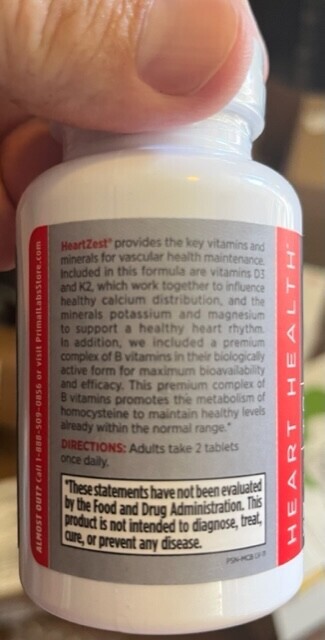 HeartZest® provides the key vitamins and
minerals for vascular health maintenance.
Included in this formula are vitamins D3
and K2, which work together to influence
healthy calcium distribution, and the
minerals potassium and magnesium
to support a healthy heart rhythm.
In addition, we included a premium
complex of B vitamins in their biologically
active form for maximum bioavailability
and efficacy. This premium complex of
B vitamins promotes the metabolism of
homocysteine to maintain healthy levels
already within the normal range.*
DIRECTIONS: Adults take 2 tablets
once daily.
*These statements have not been evaluated
by the Food and Drug Administration. This
product is not intended to diagnose, treat,
cure, or prevent any disease.
ALMOST OUT? Call 1-888-509-0856 or visit PrimalLabsStore.com
HEART HEALTH